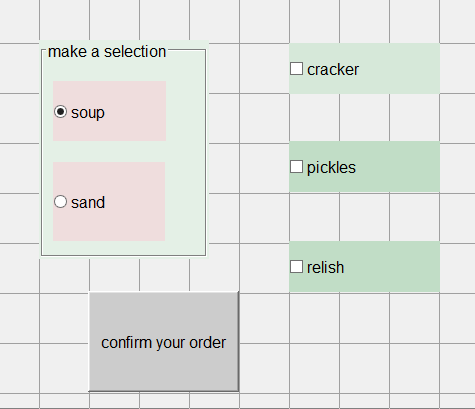 make a selection
soup
sand
cracker
pickles
relish
confirm your order